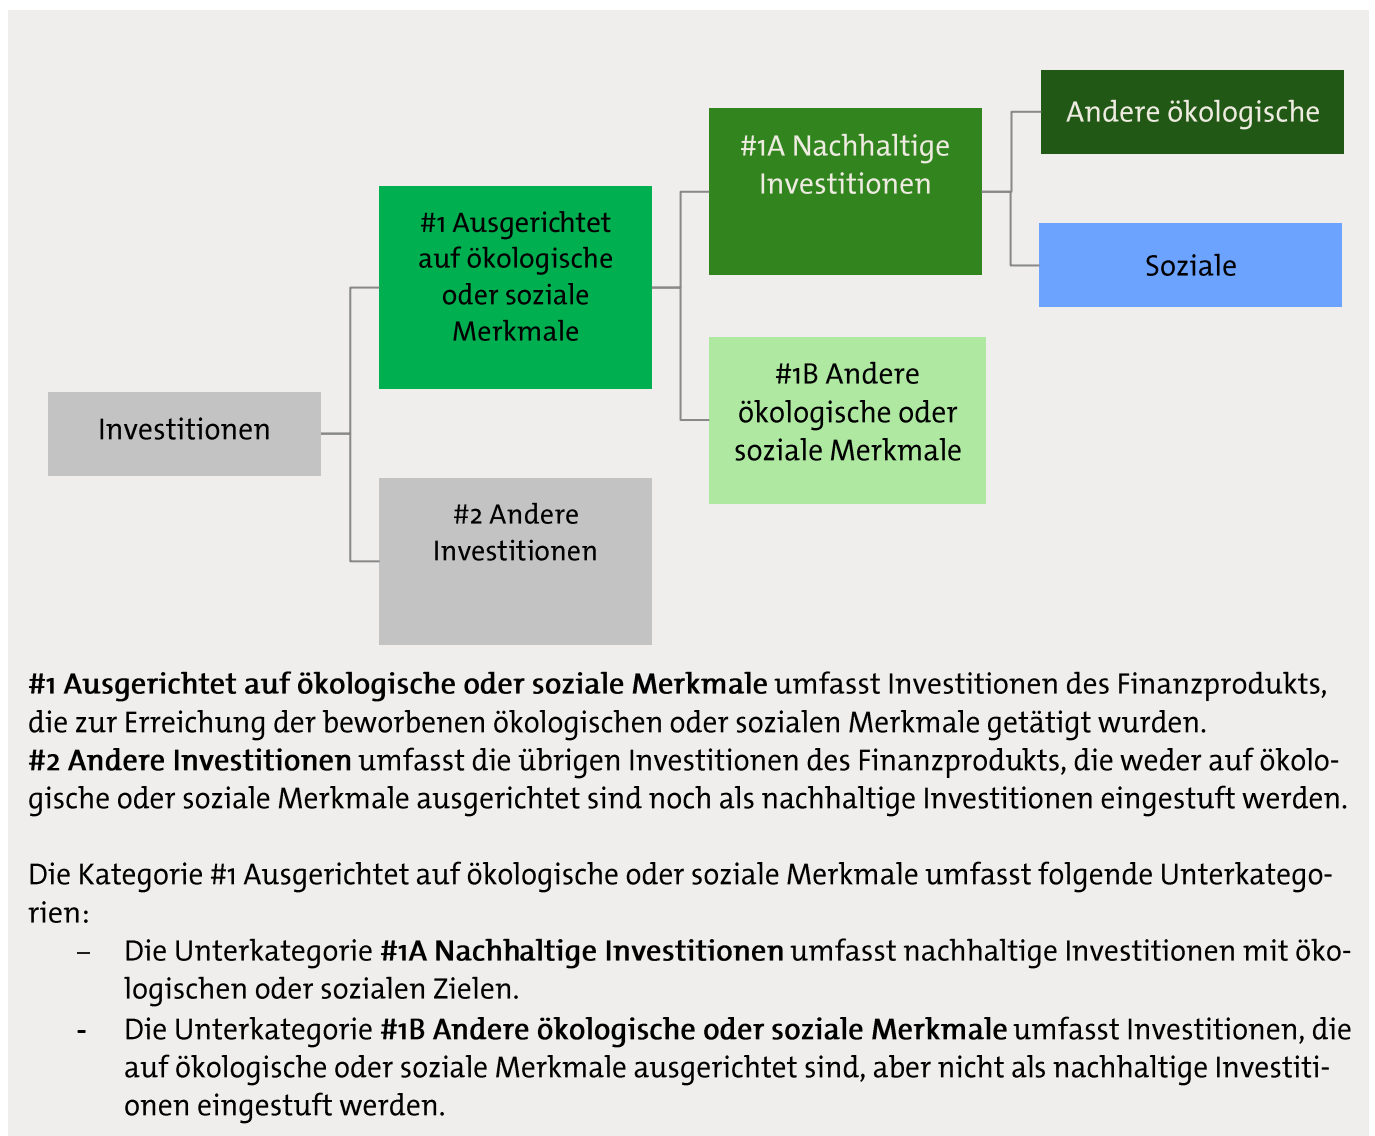 Andere ökologische
#1A Nachhaltige
Investitionen
#1 Ausgerichtet
auf ökologische
oder soziale
Merkmale
Soziale
#1B Andere
ökologische oder
soziale Merkmale
Investitionen
#2 Andere
Investitionen
#1 Ausgerichtet auf ökologische oder soziale Merkmale umfasst Investitionen des Finanzprodukts,
die zur Erreichung der beworbenen ökologischen oder sozialen Merkmale getätigt wurden.
#2 Andere Investitionen umfasst die übrigen Investitionen des Finanzprodukts, die weder auf ökolo-
gische oder soziale Merkmale ausgerichtet sind noch als nachhaltige Investitionen eingestuft werden.
Die Kategorie #1 Ausgerichtet auf ökologische oder soziale Merkmale umfasst folgende Unterkatego-
rien:
– Die Unterkategorie #1A Nachhaltige Investitionen umfasst nachhaltige Investitionen mit öko-
logischen oder sozialen Zielen.
- Die Unterkategorie #1B Andere ökologische oder soziale Merkmale umfasst Investitionen, die
auf ökologische oder soziale Merkmale ausgerichtet sind, aber nicht als nachhaltige Investiti-
onen eingestuft werden.